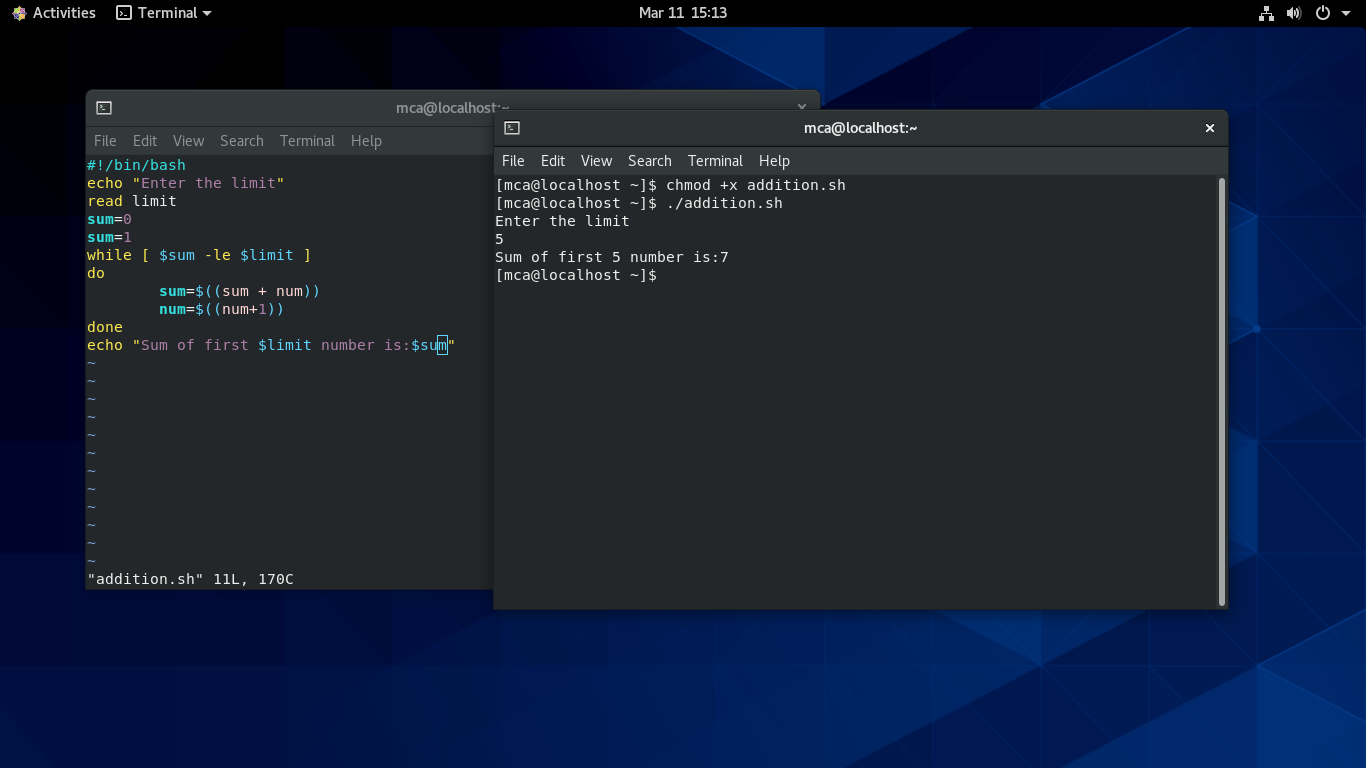 Activities Terminal Mar 11 15:13
mca@localhost:~
File Edit View Search Terminal Help
#!/bin/bash
echo "Enter the limit"
read limit
sum=0
sum=1
while [ $sum -le $limit ]
do
        sum=$((sum + num))
        num=$((num+1))
done
echo "Sum of first $limit number is:$sum"
~
~
~
~
~
~
~
~
~
~
~
~
"addition.sh" 11L, 170C
mca@localhost:~
File Edit View Search Terminal Help
[mca@localhost ~]$ chmod +x addition.sh
[mca@localhost ~]$ ./addition.sh
Enter the limit
5
Sum of first 5 number is:7
[mca@localhost ~]$